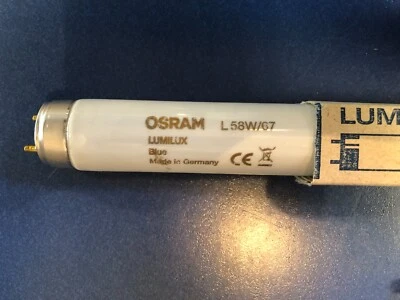 OSRAM L 58W/67
LUMILUX
Blue
Made in Germany CE
LUM